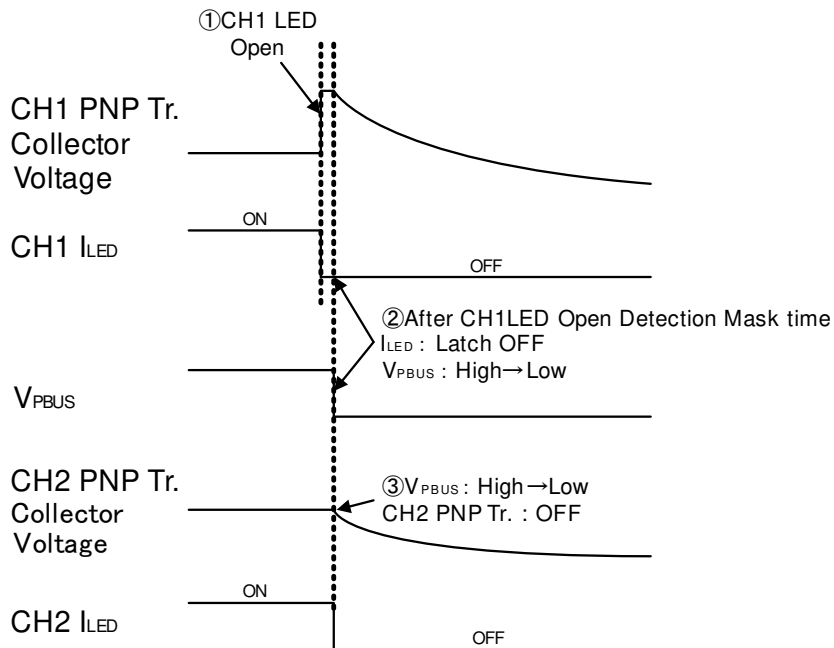 ①CH1 LED
Open
CH1 PNP Tr.
Collector
Voltage
ON
CH1 ILED
OFF
②After CH1LED Open Detection Mask time
ILED : Latch OFF
VPBUS : High→Low
VPBUS
CH2 PNP Tr.
Collector
Voltage
③VPBUS : High→Low
CH2 PNP Tr. : OFF
ON
CH2 ILED
OFF